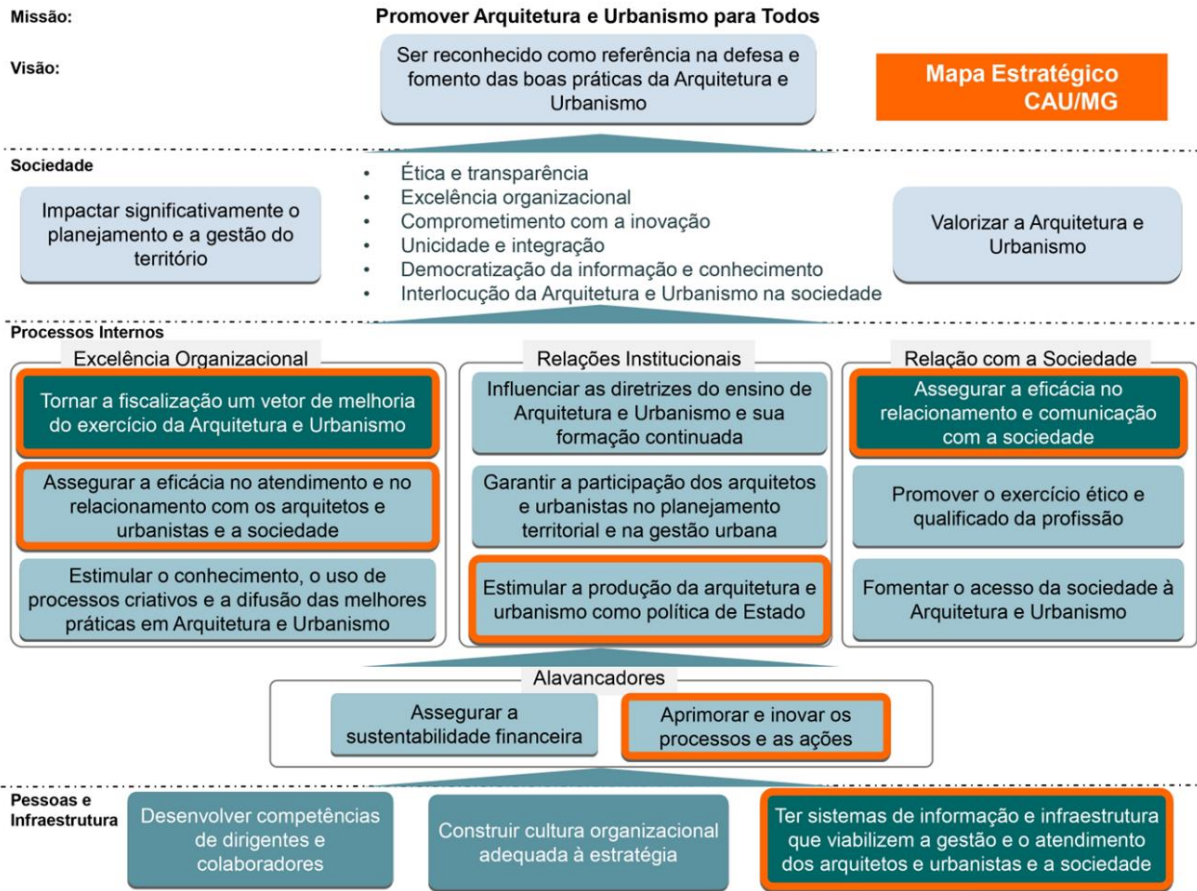 Missão:
Promover Arquitetura e Urbanismo para Todos
Visão:
Ser reconhecido como referência na defesa e
fomento das boas práticas da Arquitetura e
Urbanismo
Mapa Estratégico
CAU/MG
Sociedade
Impactar significativamente o
planejamento e a gestão do
território
• Ética e transparência
• Excelência organizacional
• Comprometimento com a inovação
• Unicidade e integração
• Democratização da informação e conhecimento
• Interlocução da Arquitetura e Urbanismo na sociedade
Valorizar a Arquitetura e
Urbanismo
Processos Internos
Excelência Organizacional
Tornar a fiscalização um vetor de melhoria
do exercício da Arquitetura e Urbanismo
Assegurar a eficácia no atendimento e no
relacionamento com os arquitetos e
urbanistas e a sociedade
Estimular o conhecimento, o uso de
processos criativos e a difusão das melhores
práticas em Arquitetura e Urbanismo
Relações Institucionais
Influenciar as diretrizes do ensino de
Arquitetura e Urbanismo e sua
formação continuada
Garantir a participação dos arquitetos
e urbanistas no planejamento
territorial e na gestão urbana
Estimular a produção da arquitetura e
urbanismo como política de Estado
Relação com a Sociedade
Assegurar a eficácia no
relacionamento e comunicação
com a sociedade
Promover o exercício ético e
qualificado da profissão
Fomentar o acesso da sociedade à
Arquitetura e Urbanismo
Alavancadores
Assegurar a
sustentabilidade financeira
Aprimorar e inovar os
processos e as ações
Pessoas e
Infraestrutura
Desenvolver competências
de dirigentes e
colaboradores
Construir cultura organizacional
adequada à estratégia
Ter sistemas de informação e infraestrutura
que viabilizem a gestão e o atendimento
dos arquitetos e urbanistas e a sociedade